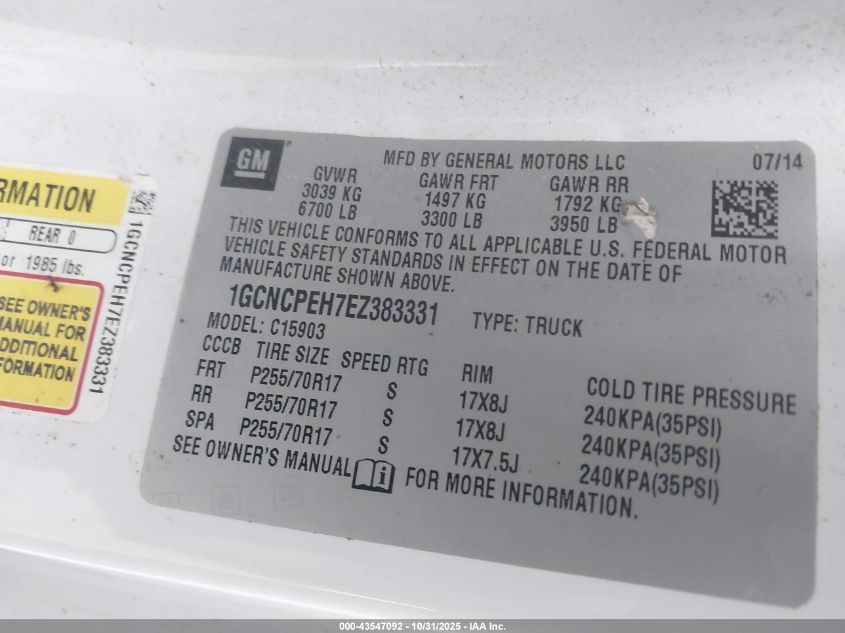 RMATION
REAR 0
or 1985 lbs.
SEE OWNER'S
MANUAL FOR
ADDITIONAL
FORMATION
1GCNCPEH7EZ383331
GM
MFD BY GENERAL MOTORS LLC 07/14
GVWR GAWR FRT GAWR RR
3039 KG 1497 KG 1792 KG
6700 LB 3300 LB 3950 LB
THIS VEHICLE CONFORMS TO ALL APPLICABLE U.S. FEDERAL MOTOR
VEHICLE SAFETY STANDARDS IN EFFECT ON THE DATE OF
MANUFACTURE SHOWN ABOVE.
1GCNCPEH7EZ383331 TYPE: TRUCK
MODEL: C15903
CCCB TIRE SIZE SPEED RTG RIM COLD TIRE PRESSURE
FRT P255/70R17 S 17X8J 240KPA(35PSI)
RR P255/70R17 S 17X8J 240KPA(35PSI)
SPA P255/70R17 S 17X7.5J 240KPA(35PSI)
SEE OWNER'S MANUAL i FOR MORE INFORMATION.
000-43547092 - 10/31/2025 - IAA Inc.